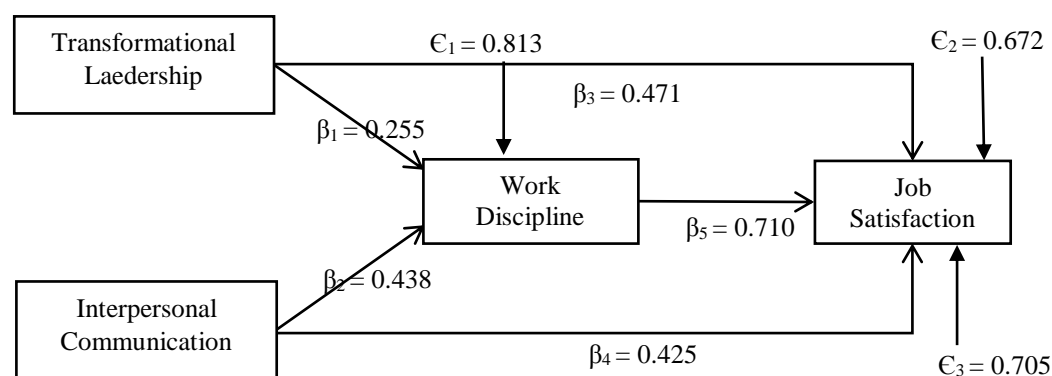 Transformational
Laedership
Є1 = 0.813
Є2 = 0.672
β3 = 0.471
β1 = 0.255
Work
Discipline
Job
Satisfaction
β5 = 0.710
β2 = 0.438
Interpersonal
Communication
β4 = 0.425
Є3 = 0.705